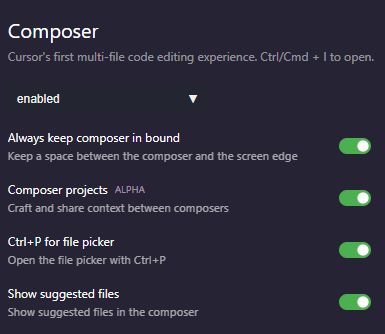 Composer
Cursor's first multi-file code editing experience. Ctrl/Cmd + I to open.
enabled
Always keep composer in bound
Keep a space between the composer and the screen edge
Composer projects ALPHA
Craft and share context between composers
Ctrl+P for file picker
Open the file picker with Ctrl+P
Show suggested files
Show suggested files in the composer